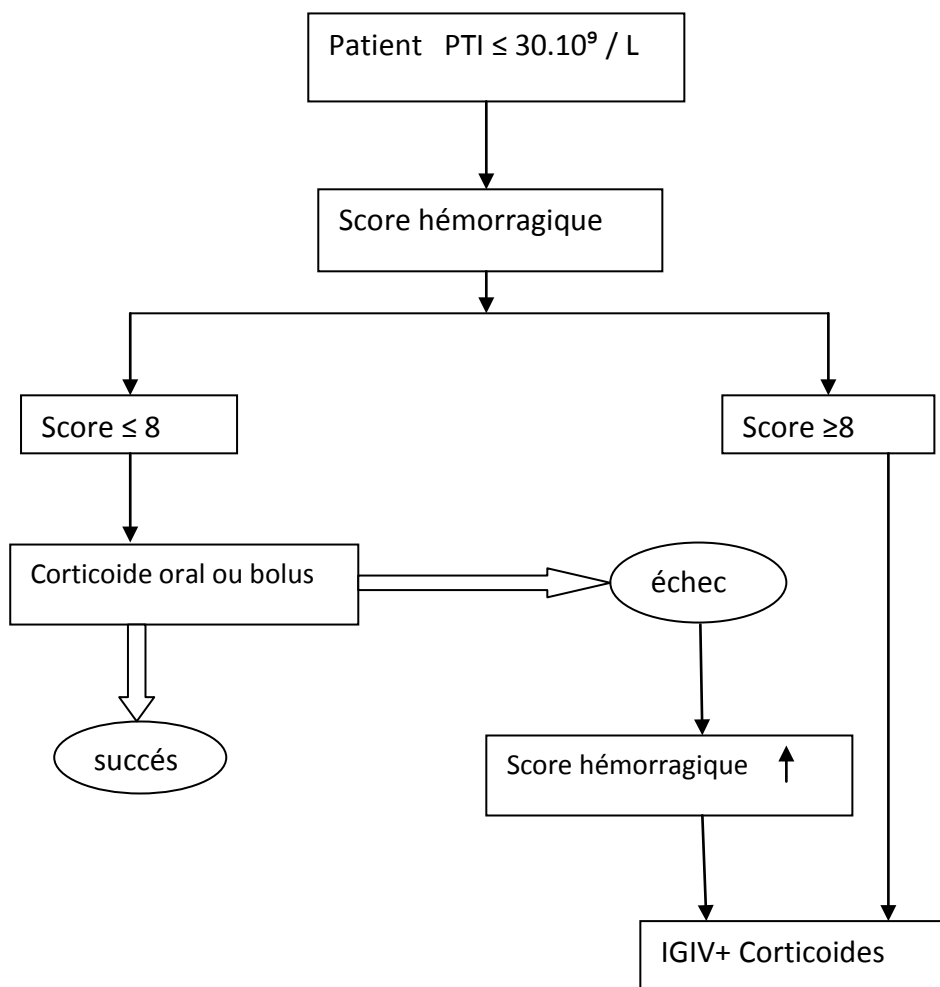 Patient PTI ≤ 30.10⁹ / L
Score hémorragique
Score ≤ 8
Score ≥8
Corticoide oral ou bolus
échec
succés
Score hémorragique
IGIV+ Corticoides